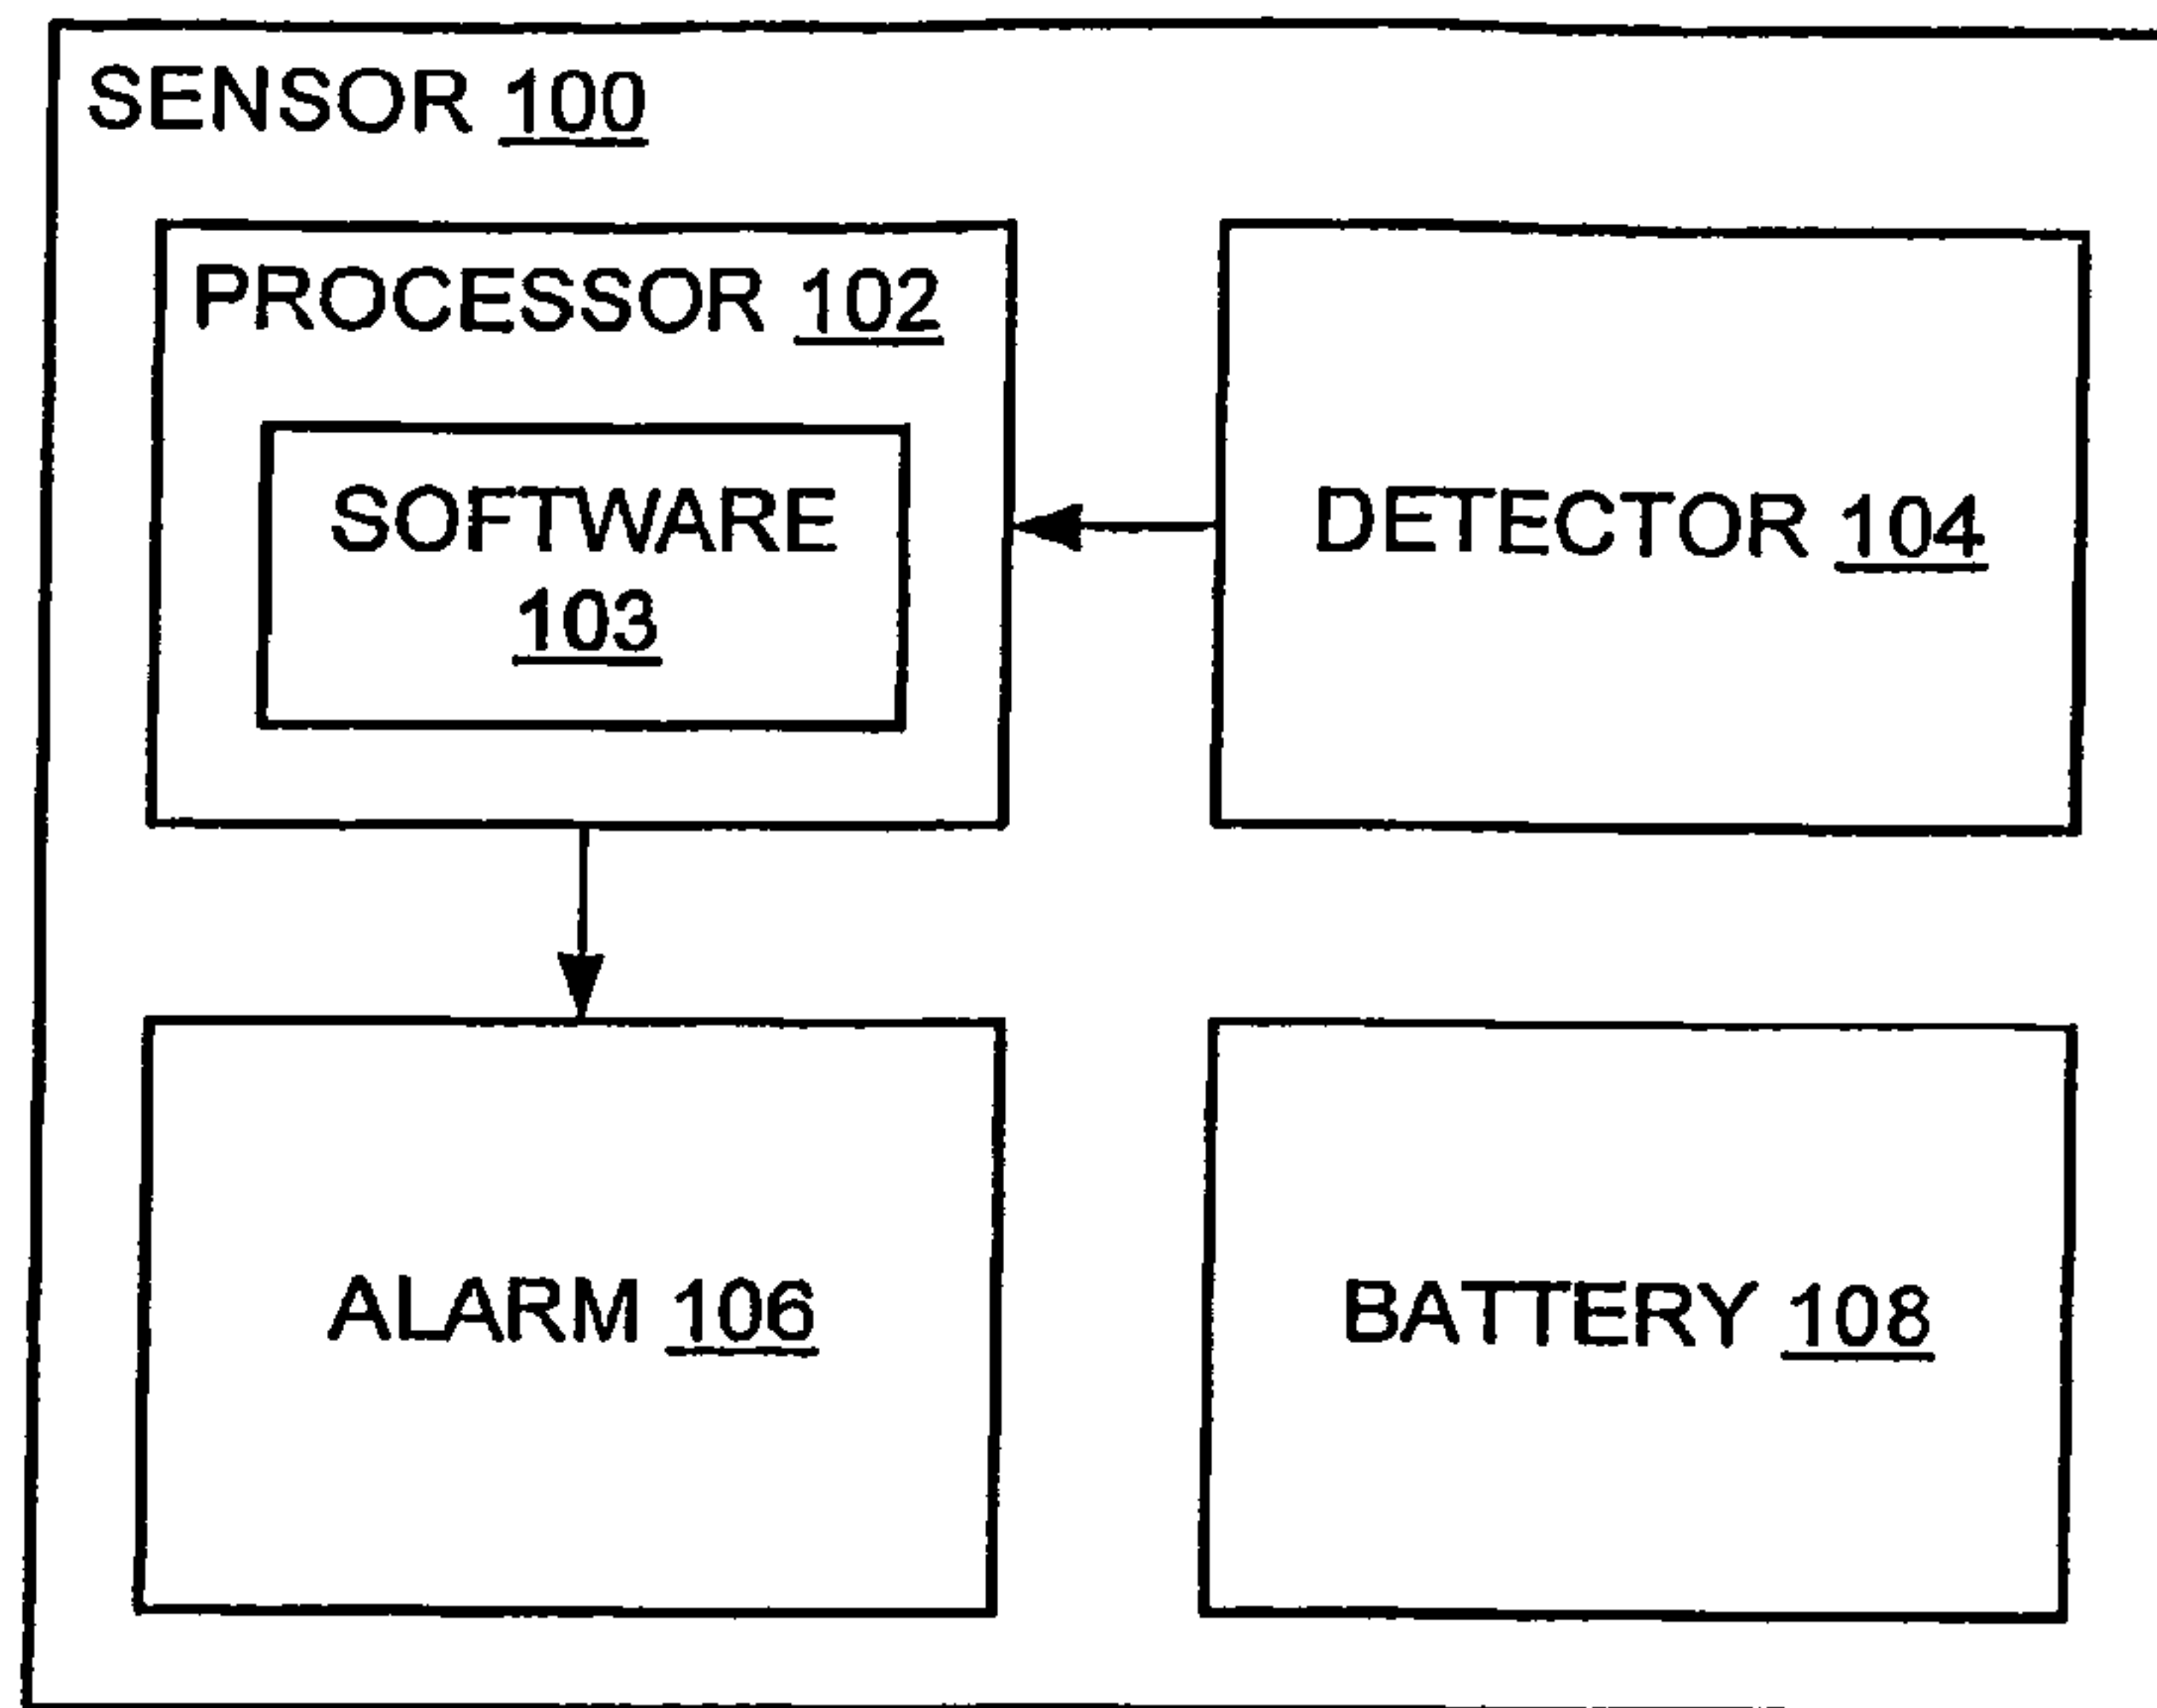 SENSOR 100
PROCESSOR 102
SOFTWARE
103
DETECTOR 104
ALARM 106
BATTERY 108